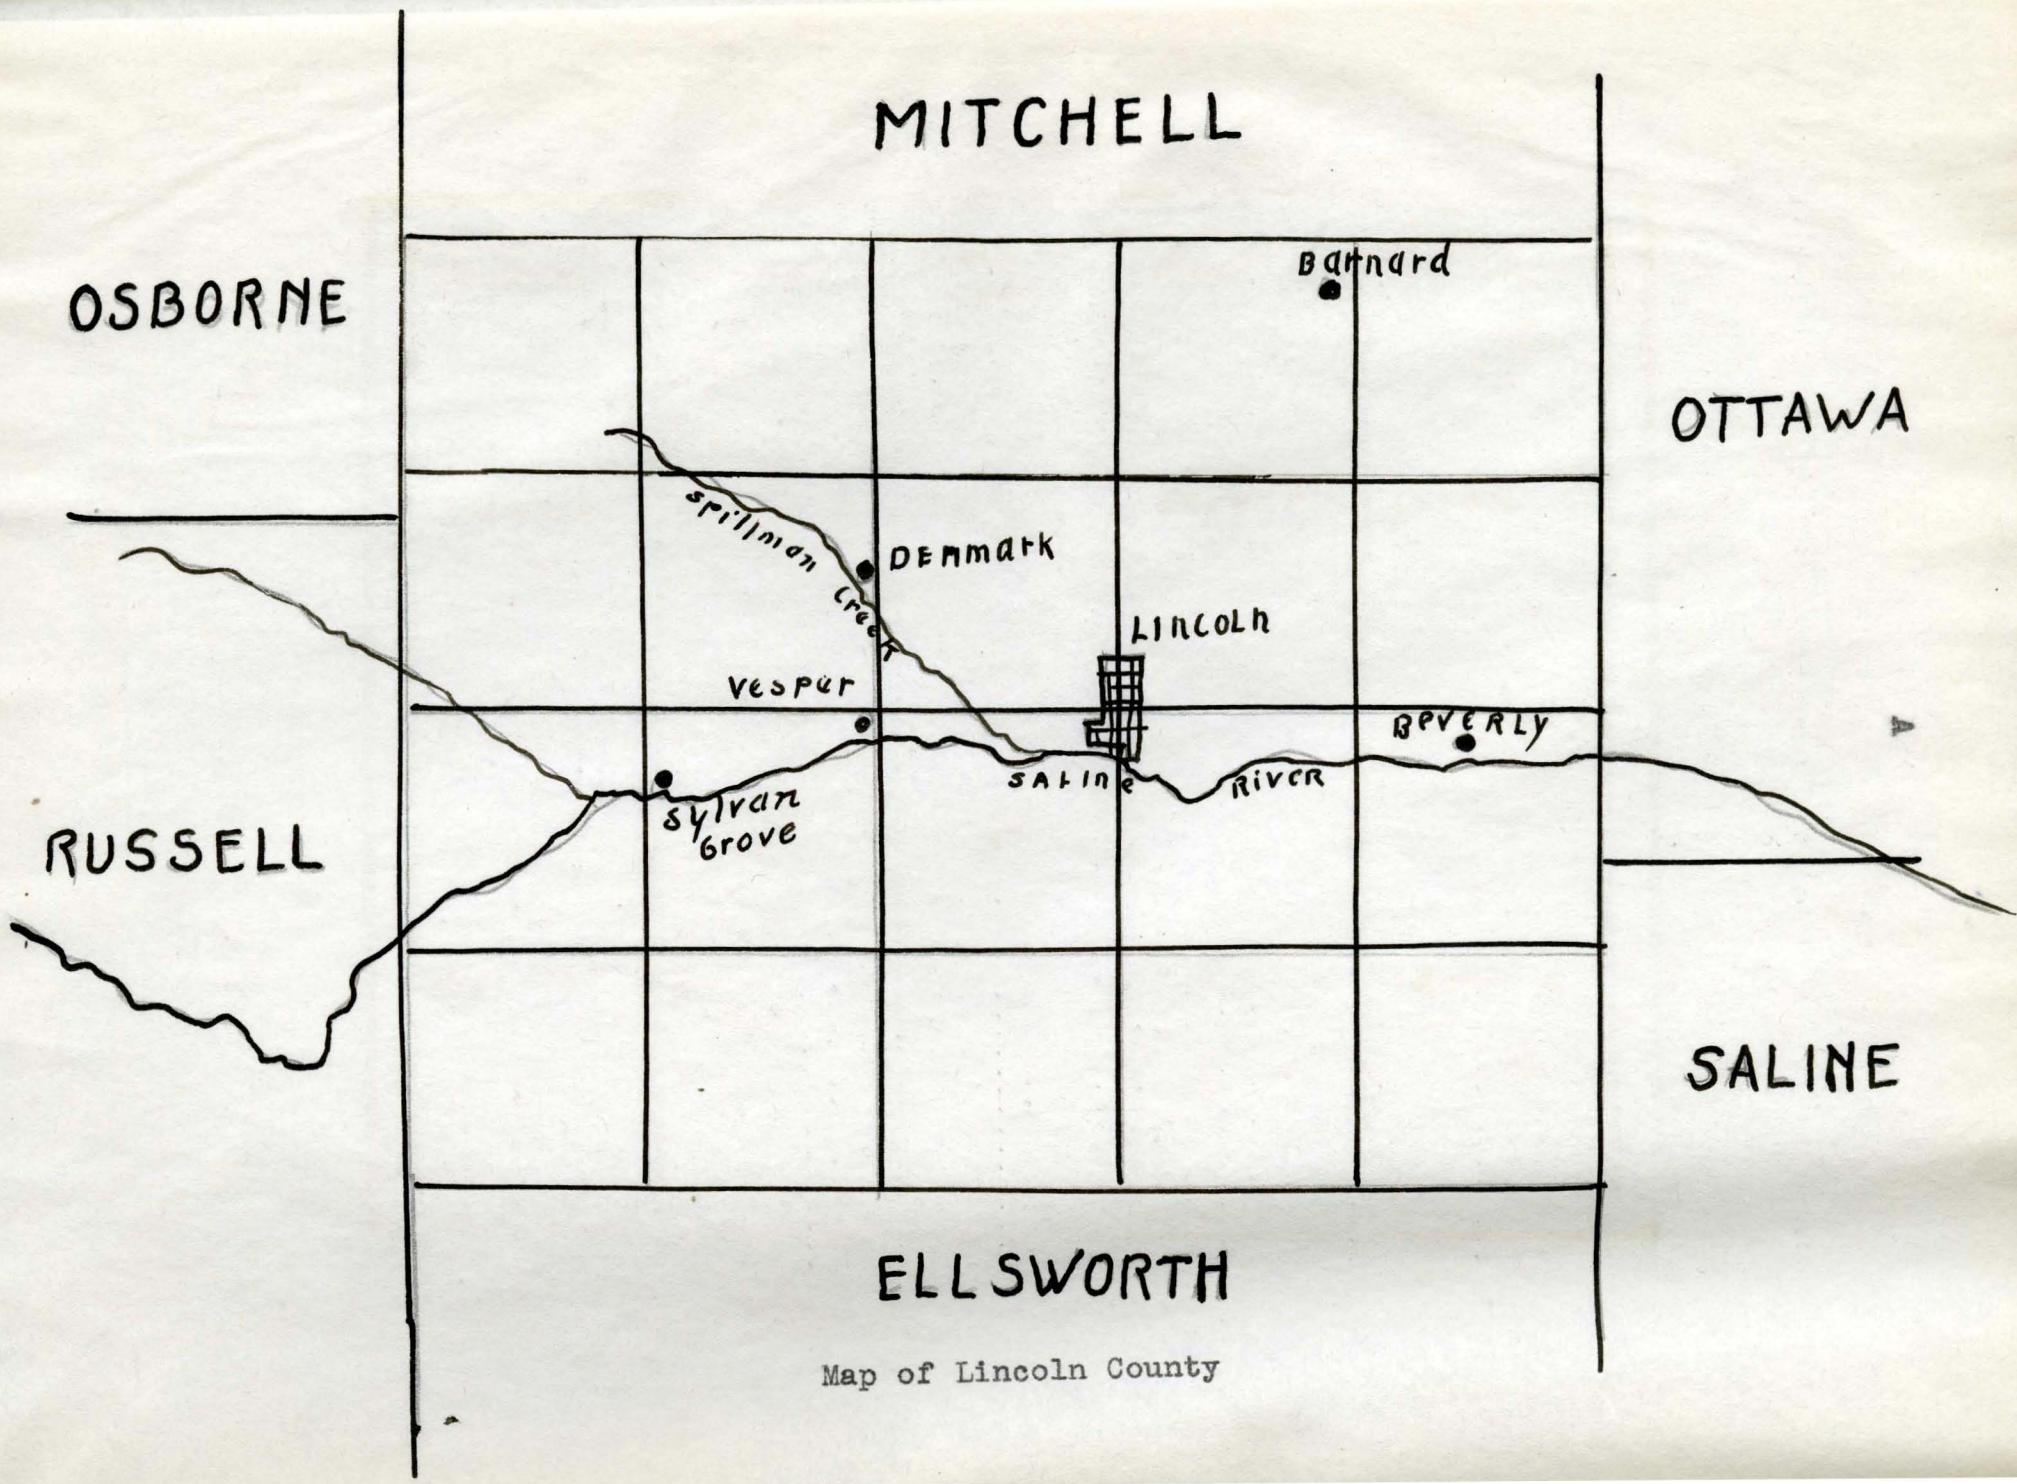 MITCHELL
Barnard
OSBORNE
OTTAWA
Spillman
Creek
DENmark
LINCOLN
Vesper
BeVERLY
SALINe
RiVER
Sylvan
Grove
RUSSELL
SALINE
ELLSWORTH
Map of Lincoln County
A